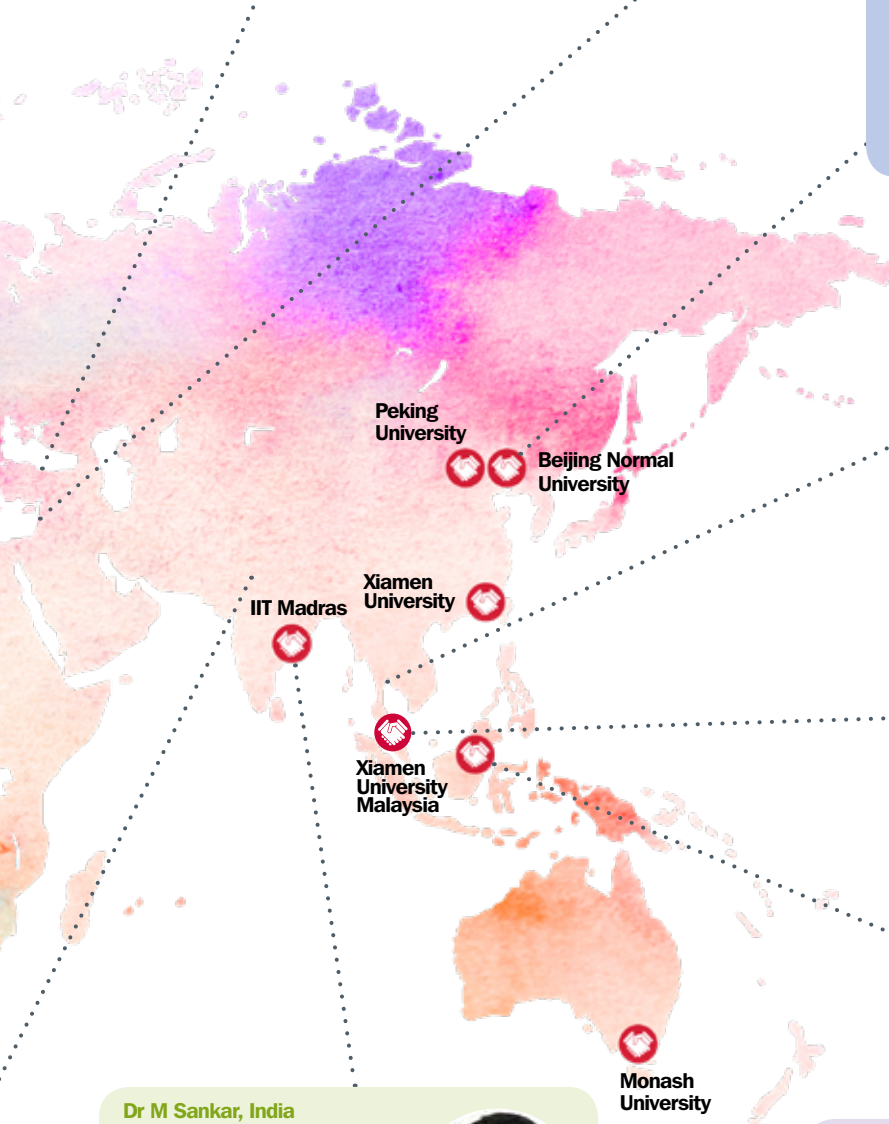 Peking
University
Beijing Normal
University
Xiamen
University
IIT Madras
Xiamen
University
Malaysia
Monash
University
Dr M Sankar, India